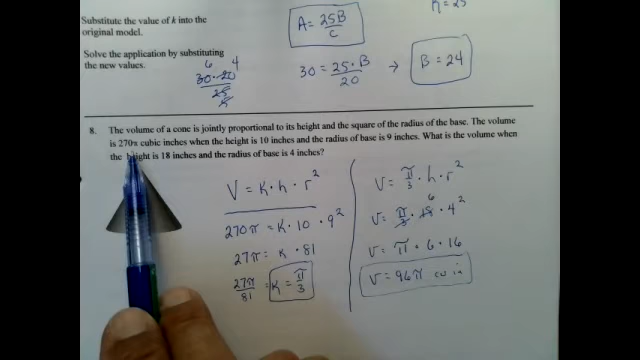 Substitute the value of k into the
original model.
A = 25B/C
Solve the application by substituting
the new values.
6 4
30·20
25
5
30 = 25·B/20 → B = 24
8. The volume of a cone is jointly proportional to its height and the square of the radius of the base. The volume
is 270π cubic inches when the height is 10 inches and the radius of base is 9 inches. What is the volume when
the height is 18 inches and the radius of base is 4 inches?
V = K·h·r²
270π = K·10·9²
27π = K·81
27π/81 = K = π/3
V = π/3·h·r²
6
V = π/3·18·4²
V = π·6·16
V = 96π cu in